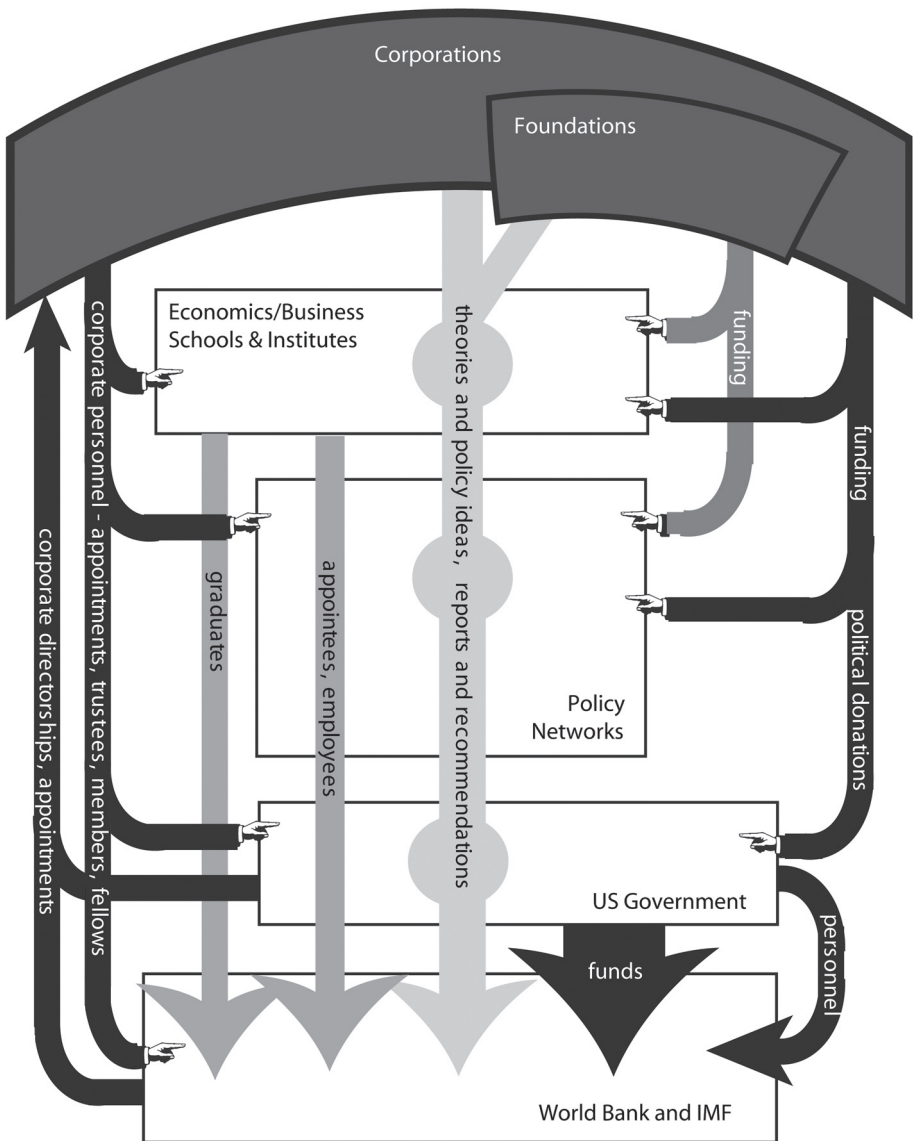 Corporations
Foundations
Economics/Business
Schools & Institutes
theories and policy ideas, reports and recommendations
funding
funding
corporate personnel - appointments, trustees, members, fellows
corporate directorships, appointments
graduates
appointees, employees
Policy
Networks
political donations
US Government
personnel
funds
World Bank and IMF